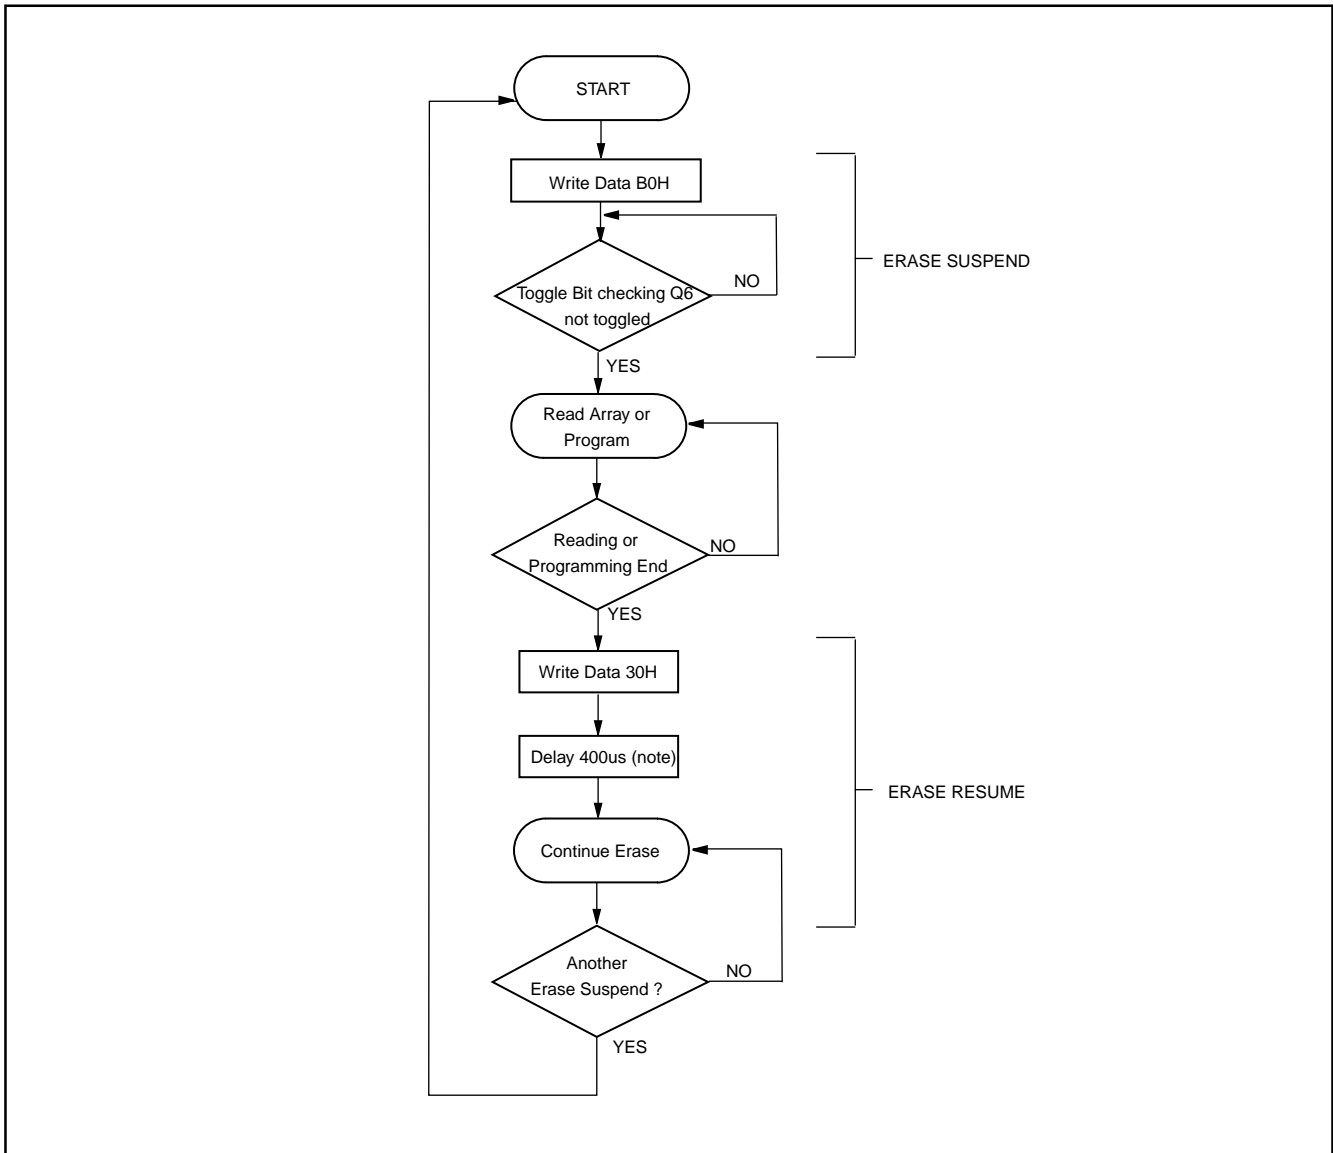 START
Write Data B0H
ERASE SUSPEND
NO
Toggle Bit checking Q6
not toggled
YES
Read Array or
Program
Reading or
NO
Programming End
YES
Write Data 30H
Delay 400us (note)
ERASE RESUME
Continue Erase
Another
NO
Erase Suspend ?
YES